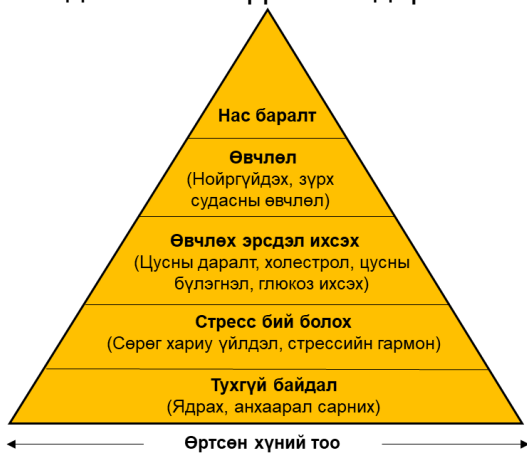 Нас баралт
Өвчлөл
(Нойргүйдэх, зүрх
судасны өвчлөл)
Өвчлөх эрсдэл ихсэх
(Цусны даралт, холестрол, цусны
бүлэгнэл, глюкоз ихсэх)
Стресс бий болох
(Сөрөг хариу үйлдэл, стрессийн гармон)
Тухгүй байдал
(Ядрах, анхаарал сарних)
Өртсөн хүний тоо